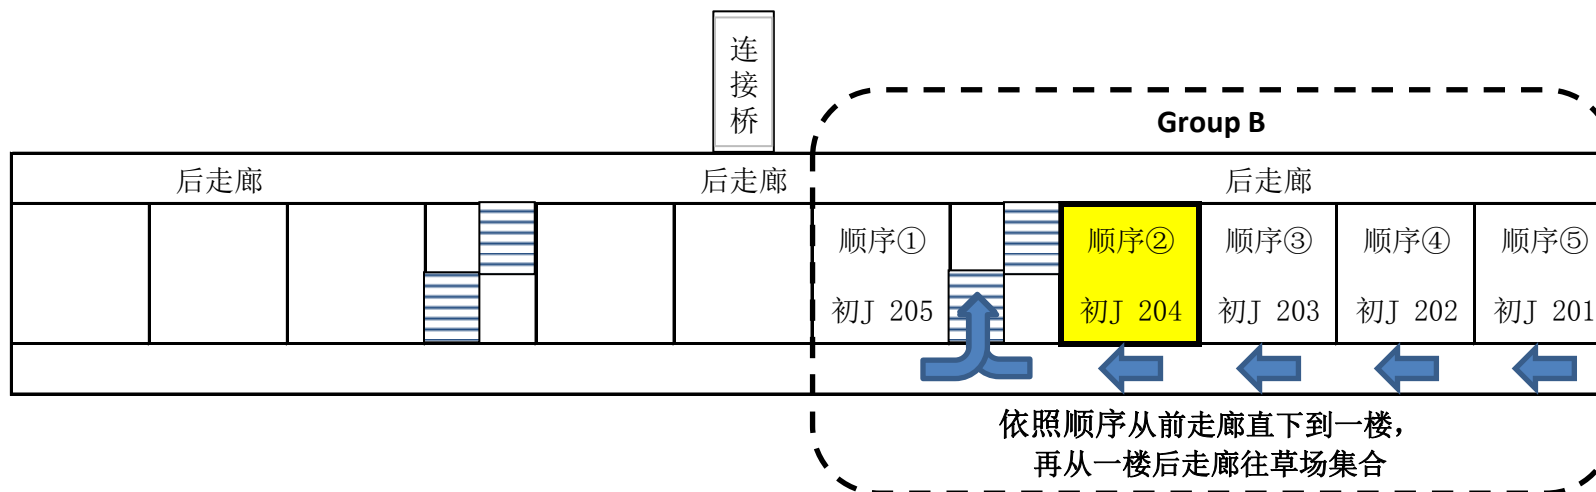 连
接
桥
Group B
后走廊 后走廊 后走廊
顺序① 顺序② 顺序③ 顺序④ 顺序⑤
初J 205 初J 204 初J 203 初J 202 初J 201
依照顺序从前走廊直下到一楼，
再从一楼后走廊往草场集合